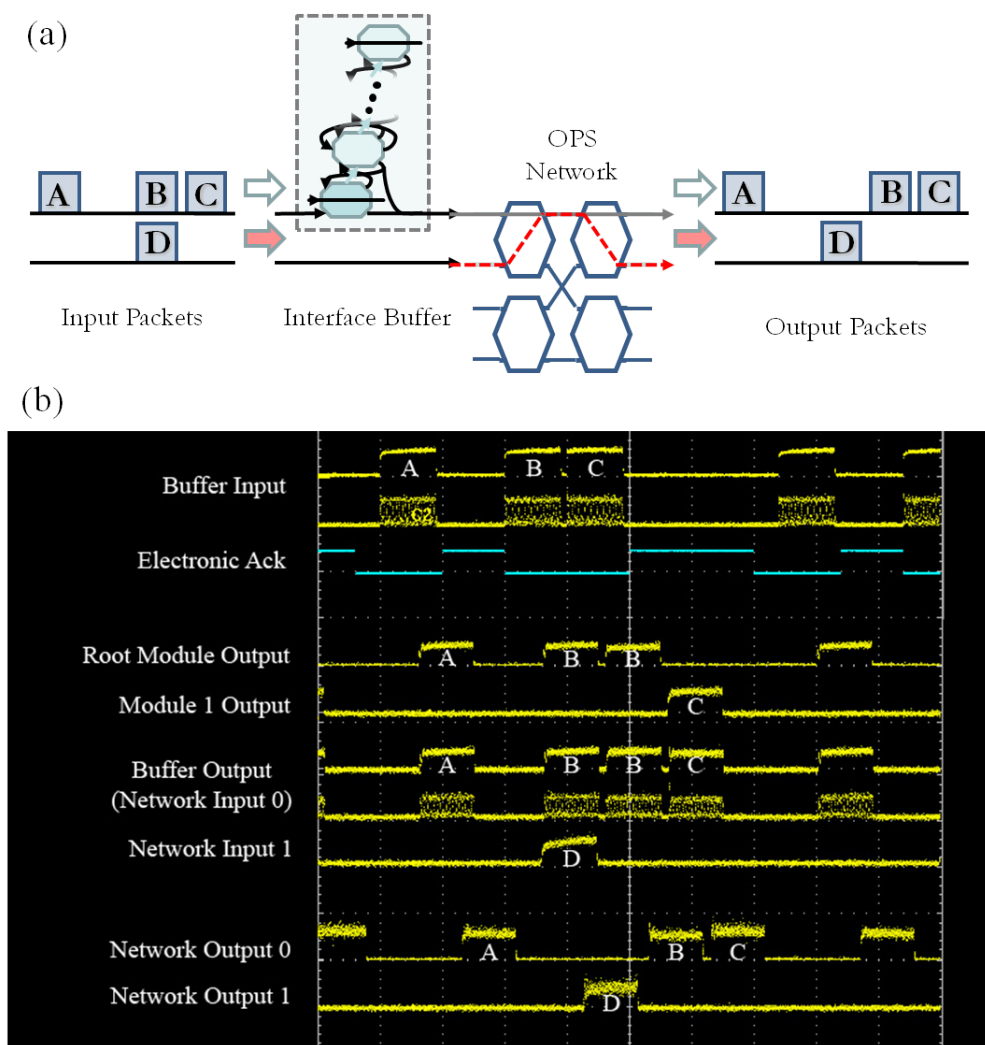 (a)
OPS
Network
A B C
D
A B C
D
Input Packets
Interface Buffer
Output Packets
(b)
A B C
Buffer Input
Electronic Ack
Root Module Output
A B B
Module 1 Output
C
Buffer Output
A B B C
(Network Input 0)
Network Input 1
D
Network Output 0
A B C
Network Output 1
D